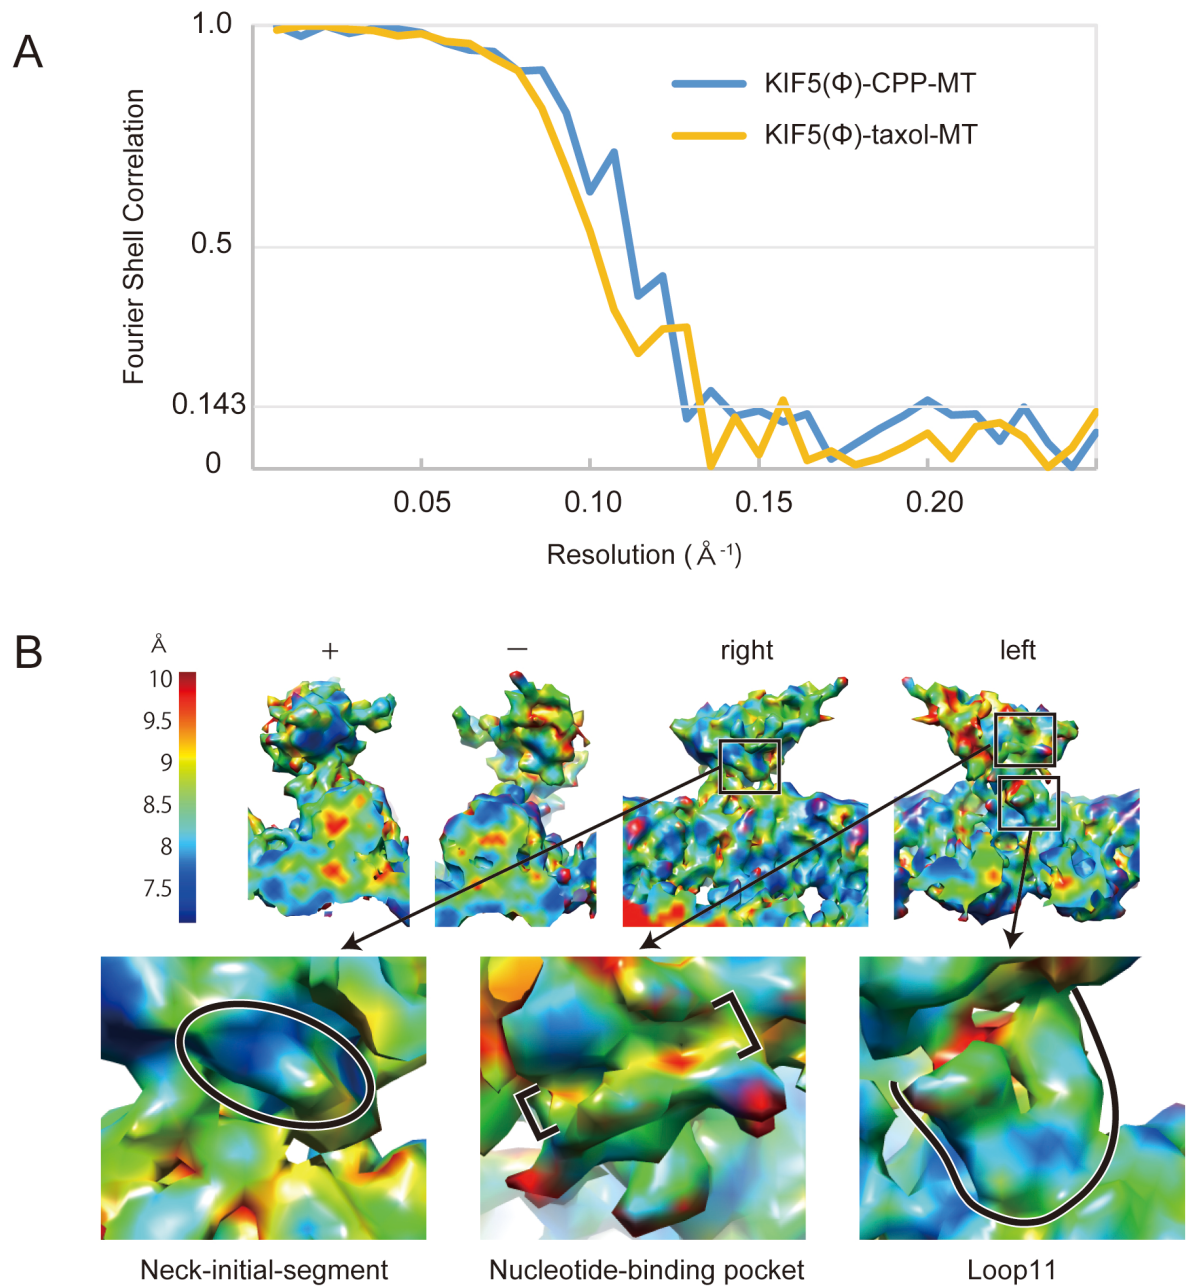 A
1.0
0.5
0.143
0
Fourier Shell Correlation
KIF5(Φ)-CPP-MT
KIF5(Φ)-taxol-MT
0.05 0.10 0.15 0.20
Resolution (Å⁻¹)
B
Å + − right left
10
9.5
9
8.5
8
7.5
Neck-initial-segment Nucleotide-binding pocket Loop11